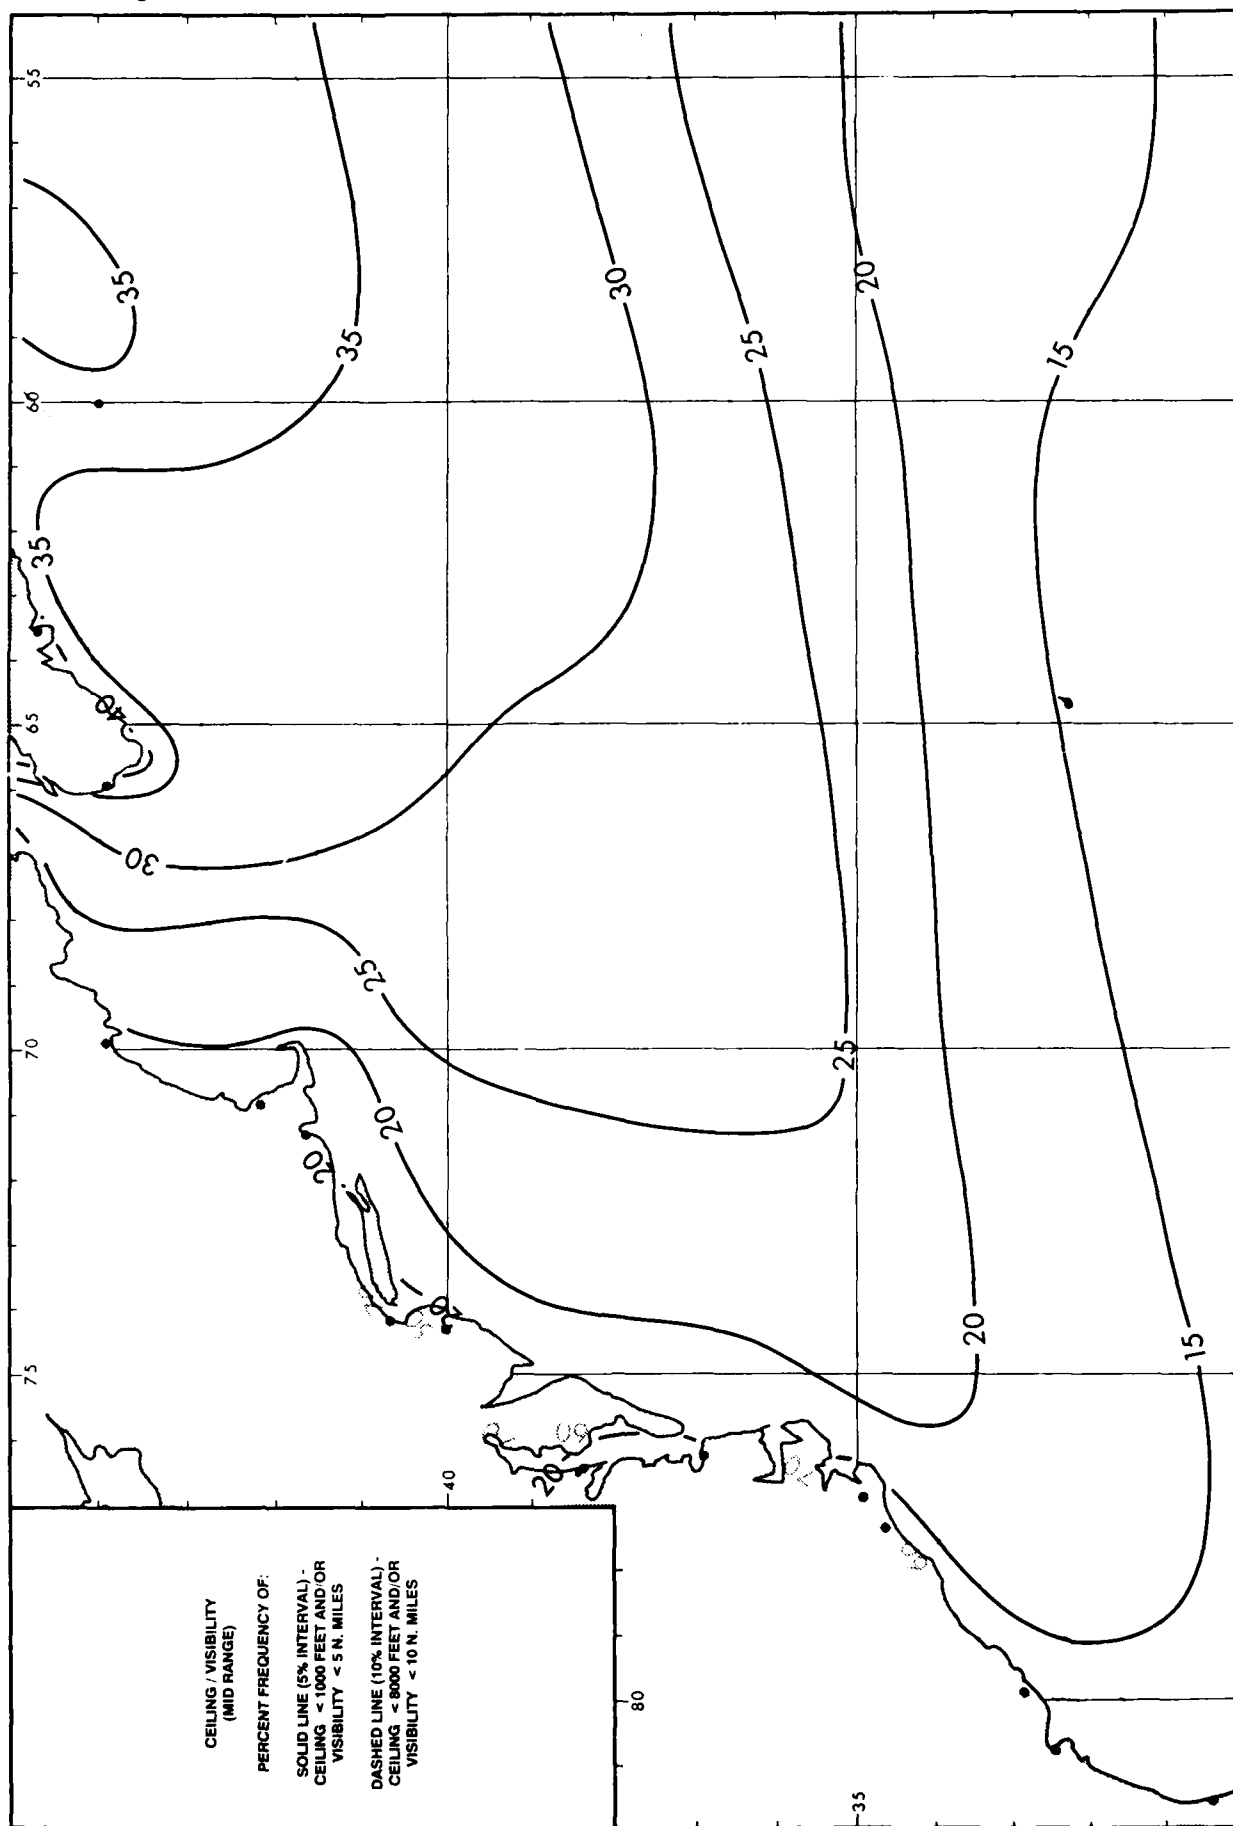 CEILING / VISIBILITY
(MID RANGE)
PERCENT FREQUENCY OF:
SOLID LINE (5% INTERVAL) -
CEILING < 1000 FEET AND/OR
VISIBILITY < 5 N. MILES
DASHED LINE (10% INTERVAL) -
CEILING < 8000 FEET AND/OR
VISIBILITY < 10 N. MILES
55
60
65
70
75
80
40
35
35
35
35
30
30
25
25
25
20
20
20
20
20
15
15
40